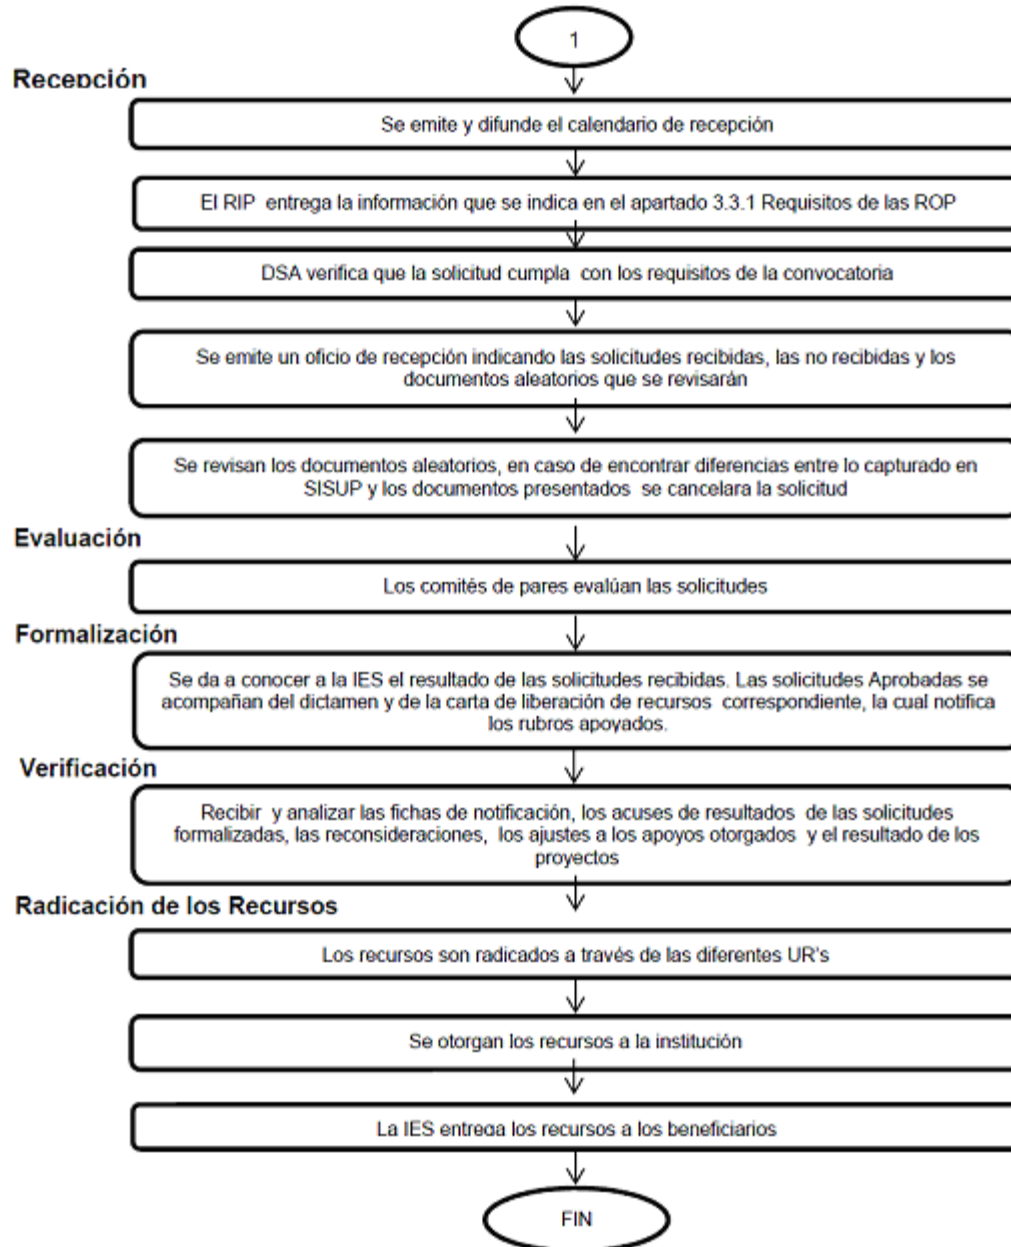 1
Recepción
Se emite y difunde el calendario de recepción
El RIP entrega la información que se indica en el apartado 3.3.1 Requisitos de las ROP
DSA verifica que la solicitud cumpla con los requisitos de la convocatoria
Se emite un oficio de recepción indicando las solicitudes recibidas, las no recibidas y los
documentos aleatorios que se revisarán
Se revisan los documentos aleatorios, en caso de encontrar diferencias entre lo capturado en
SISUP y los documentos presentados se cancelara la solicitud
Evaluación
Los comités de pares evalúan las solicitudes
Formalización
Se da a conocer a la IES el resultado de las solicitudes recibidas. Las solicitudes Aprobadas se
acompañan del dictamen y de la carta de liberación de recursos correspondiente, la cual notifica
los rubros apoyados.
Verificación
Recibir y analizar las fichas de notificación, los acuses de resultados de las solicitudes
formalizadas, las reconsideraciones, los ajustes a los apoyos otorgados y el resultado de los
proyectos
Radicación de los Recursos
Los recursos son radicados a través de las diferentes UR's
Se otorgan los recursos a la institución
La IES entrega los recursos a los beneficiarios
FIN